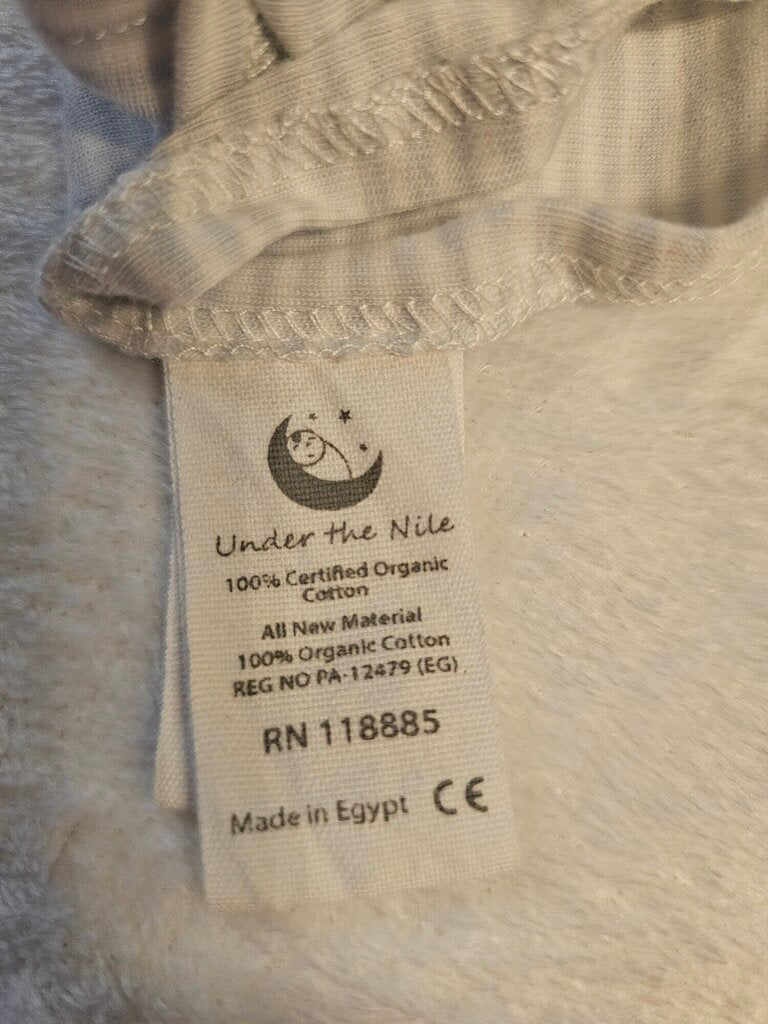 Under the Nile
100% Certified Organic
Cotton
All New Material
100% Organic Cotton
REG NO PA-12479 (EG)
RN 118885
Made in Egypt CE